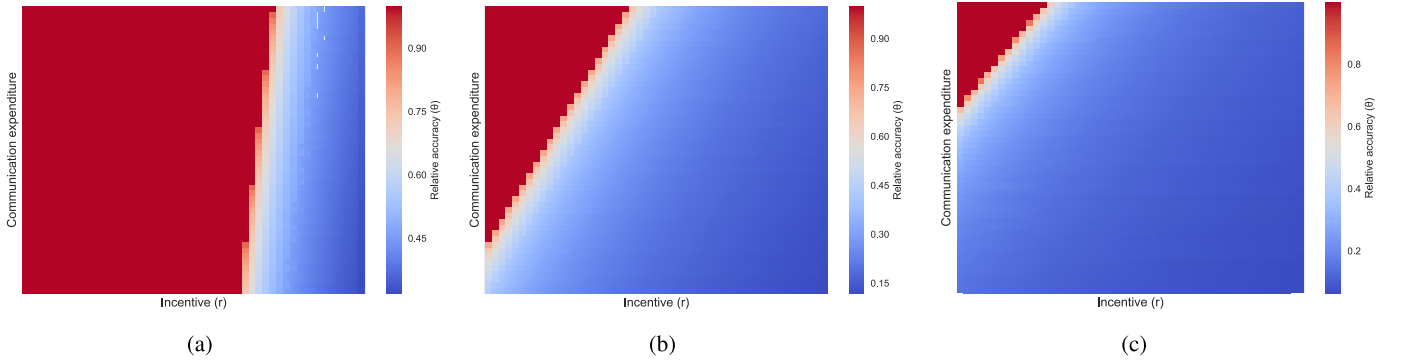 Communication expenditure
Incentive (r)
0.90
0.75
0.60
0.45
Relative accuracy (θ)
(a)
Communication expenditure
Incentive (r)
0.90
0.75
0.60
0.45
0.30
0.15
Relative accuracy (θ)
(b)
Communication expenditure
Incentive (r)
0.8
0.6
0.4
0.2
Relative accuracy (θ)
(c)